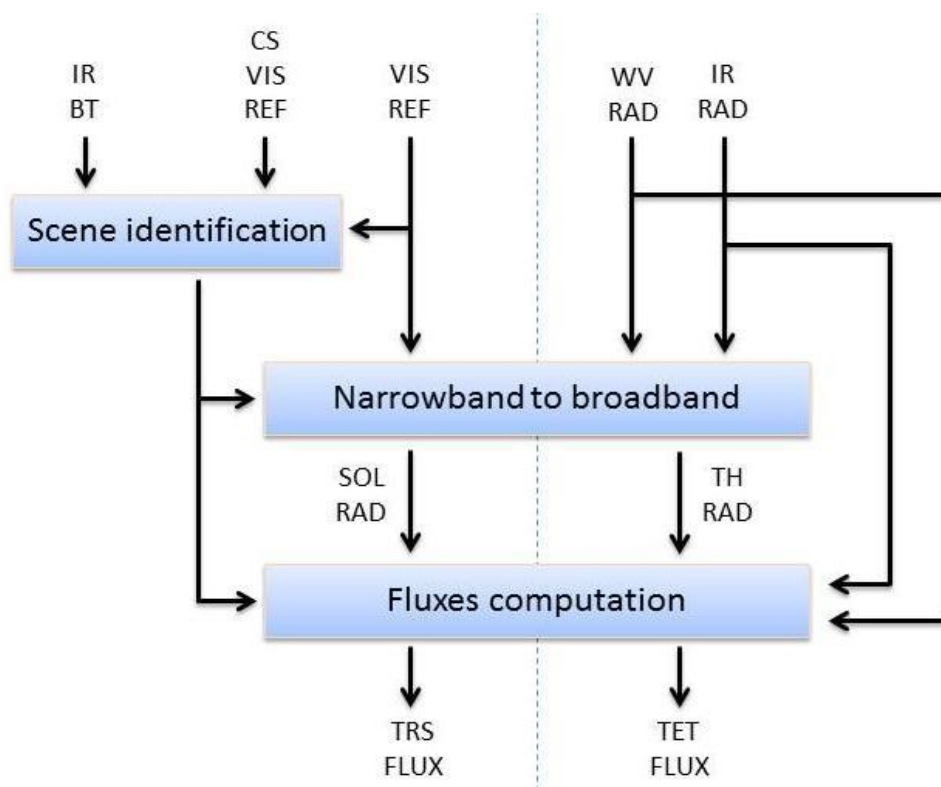 IR
BT
CS
VIS
REF
VIS
REF
WV
RAD
IR
RAD
Scene identification
Narrowband to broadband
SOL
RAD
TH
RAD
Fluxes computation
TRS
FLUX
TET
FLUX